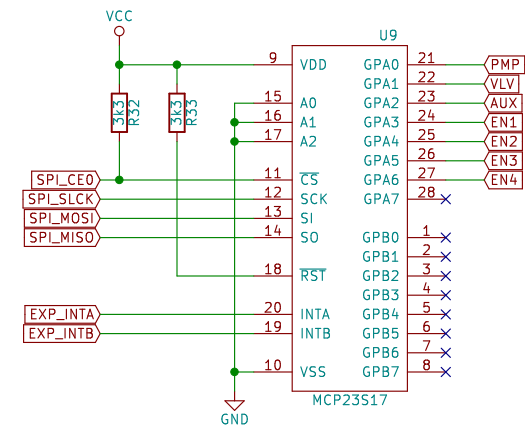 VCC
U9
9 VDD GPA0 21 PMP
GPA1 22 VLV
15 A0 GPA2 23 AUX
3k3 R32 3k3 R33
16 A1 GPA3 24 EN1
17 A2 GPA4 25 EN2
GPA5 26 EN3
SPI_CE0 11 CS GPA6 27 EN4
SPI_SLCK 12 SCK GPA7 28
SPI_MOSI 13 SI
SPI_MISO 14 SO GPB0 1
GPB1 2
18 RST GPB2 3
GPB3 4
EXP_INTA 20 INTA GPB4 5
EXP_INTB 19 INTB GPB5 6
GPB6 7
10 VSS GPB7 8
MCP23S17
GND